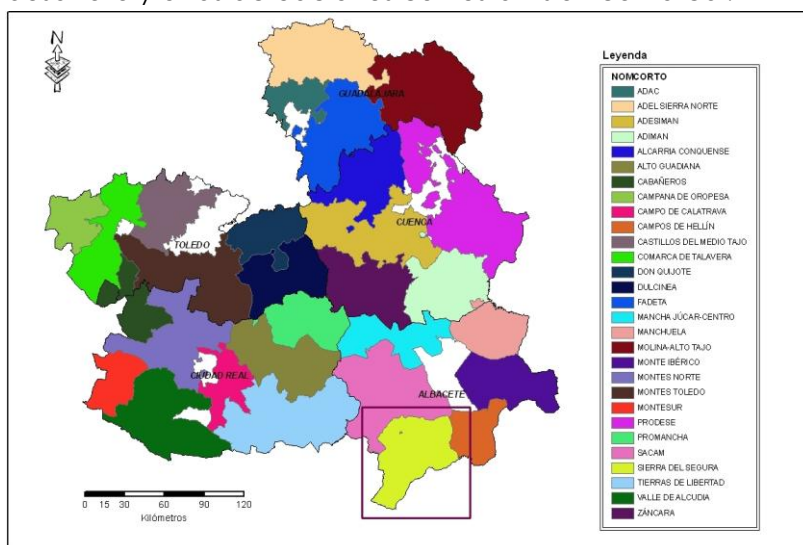 N
GUADALAJARA
CUENCA
TOLEDO
CIUDAD REAL
ALBACETE
0 15 30 60 90 120
Kilómetros
Leyenda
NOMCORTO
ADAC
ADEL SIERRA NORTE
ADESIMAN
ADIMAN
ALCARRIA CONQUENSE
ALTO GUADIANA
CABAÑEROS
CAMPANA DE OROPESA
CAMPO DE CALATRAVA
CAMPOS DE HELLÍN
CASTILLOS DEL MEDIO TAJO
COMARCA DE TALAVERA
DON QUIJOTE
DULCINEA
FADETA
MANCHA JÚCAR-CENTRO
MANCHUELA
MOLINA-ALTO TAJO
MONTE IBÉRICO
MONTES NORTE
MONTES TOLEDO
MONTESUR
PRODESE
PROMANCHA
SACAM
SIERRA DEL SEGURA
TIERRAS DE LIBERTAD
VALLE DE ALCUDIA
ZÁNCARA